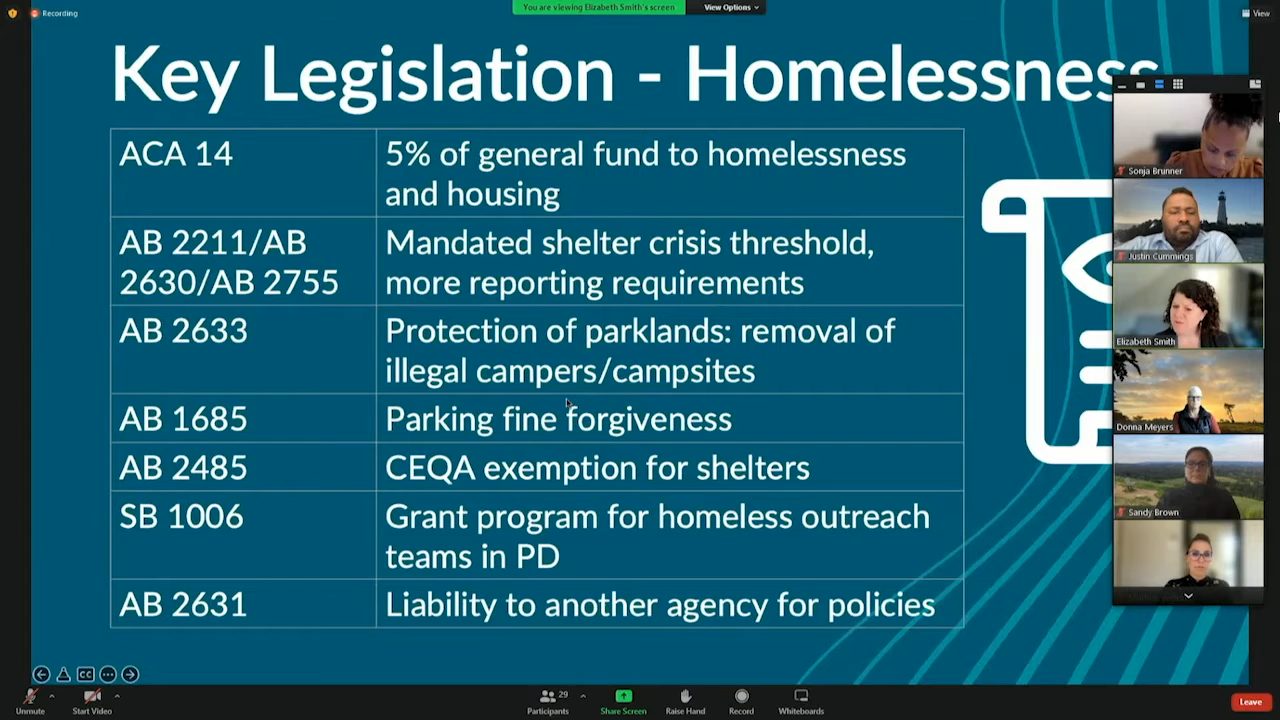 Recording
You are viewing Elizabeth Smith's screen
View Options
View
Key Legislation - Homelessness
ACA 14
5% of general fund to homelessness
and housing
AB 2211/AB
2630/AB 2755
Mandated shelter crisis threshold,
more reporting requirements
AB 2633
Protection of parklands: removal of
illegal campers/campsites
AB 1685
Parking fine forgiveness
AB 2485
CEQA exemption for shelters
SB 1006
Grant program for homeless outreach
teams in PD
AB 2631
Liability to another agency for policies
Sonja Brunner
Justin Cummings
Elizabeth Smith
Donna Meyers
Sandy Brown
CC
Unmute
Start Video
29
Participants
Share Screen
Raise Hand
Record
Whiteboards
Leave